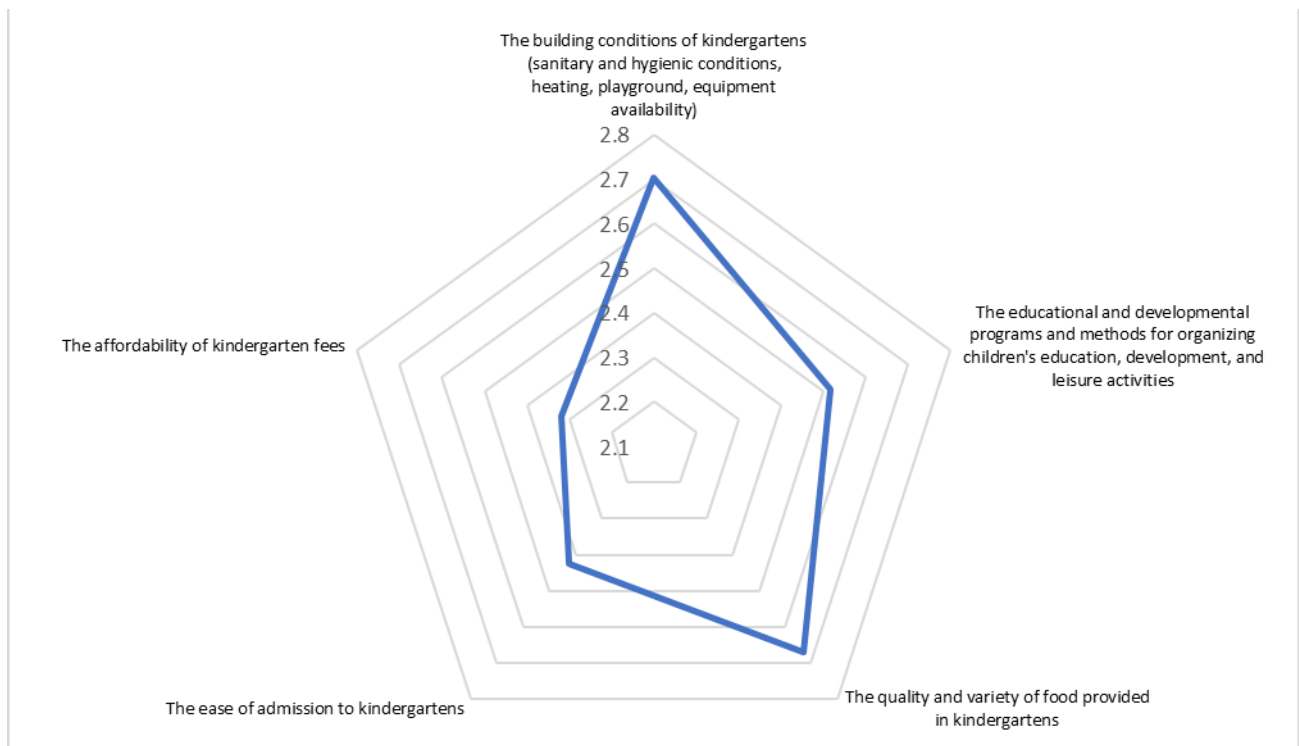 The building conditions of kindergartens
(sanitary and hygienic conditions,
heating, playground, equipment
availability)
2.8
2.7
2.6
2.5
2.4
2.3
2.2
2.1
The educational and developmental
programs and methods for organizing
children's education, development, and
leisure activities
The affordability of kindergarten fees
The quality and variety of food provided
in kindergartens
The ease of admission to kindergartens